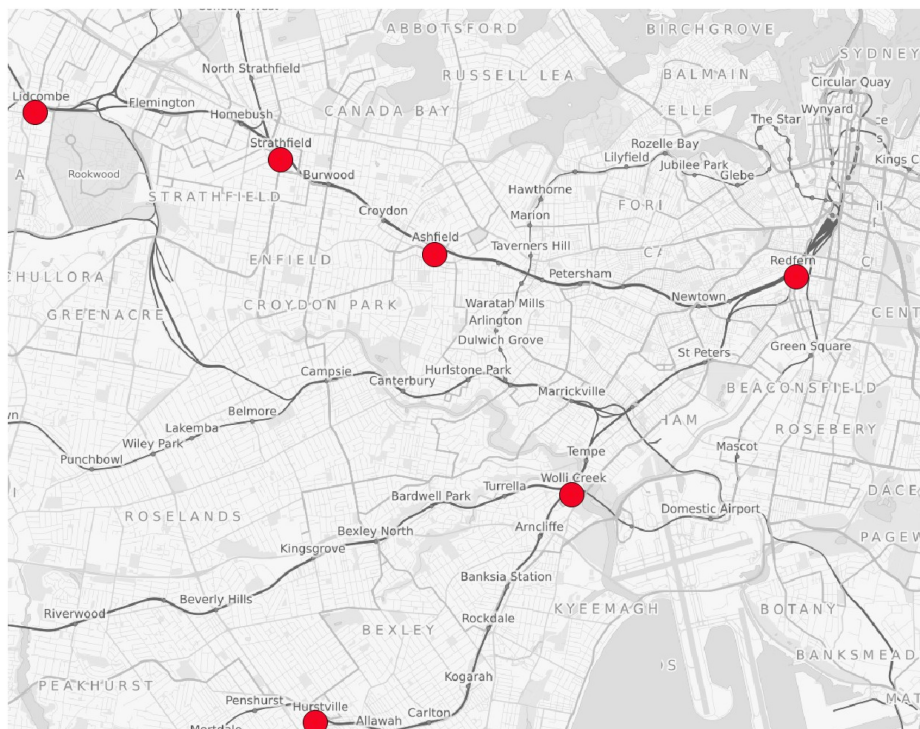 ABBOTSFORD
BIRCHGROVE
SYDNEY
North Strathfield
RUSSELL LEA
BALMAIN
Circular Quay
Lidcombe
Flemington
Homebush
CANADA BAY
The Star
Wynyard
Strathfield
Rozelle Bay
Lilyfield
Jubilee Park
Glebe
Kings C
Rookwood
Burwood
STRATHFIELD
Hawthorne
Marion
Croydon
Ashfield
Taverners Hill
ENFIELD
Petersham
Redfern
Newtown
GREENACRE
CROYDON PARK
Waratah Mills
Arlington
Dulwich Grove
St Peters
Green Square
Campsie
Canterbury
Hurlstone Park
Marrickville
BEACONSFIELD
Belmore
Lakemba
Wiley Park
Punchbowl
ROSEBERY
Mascot
Tempe
Wolli Creek
Turrella
Bardwell Park
ROSELANDS
Domestic Airport
Arncliffe
Bexley North
Kingsgrove
Banksia Station
Beverly Hills
Riverwood
KYEEMAGH
BOTANY
Rockdale
BEXLEY
BANKSMEAD
Kogarah
PEAKHURST
Penshurst
Hurstville
Allawah
Carlton